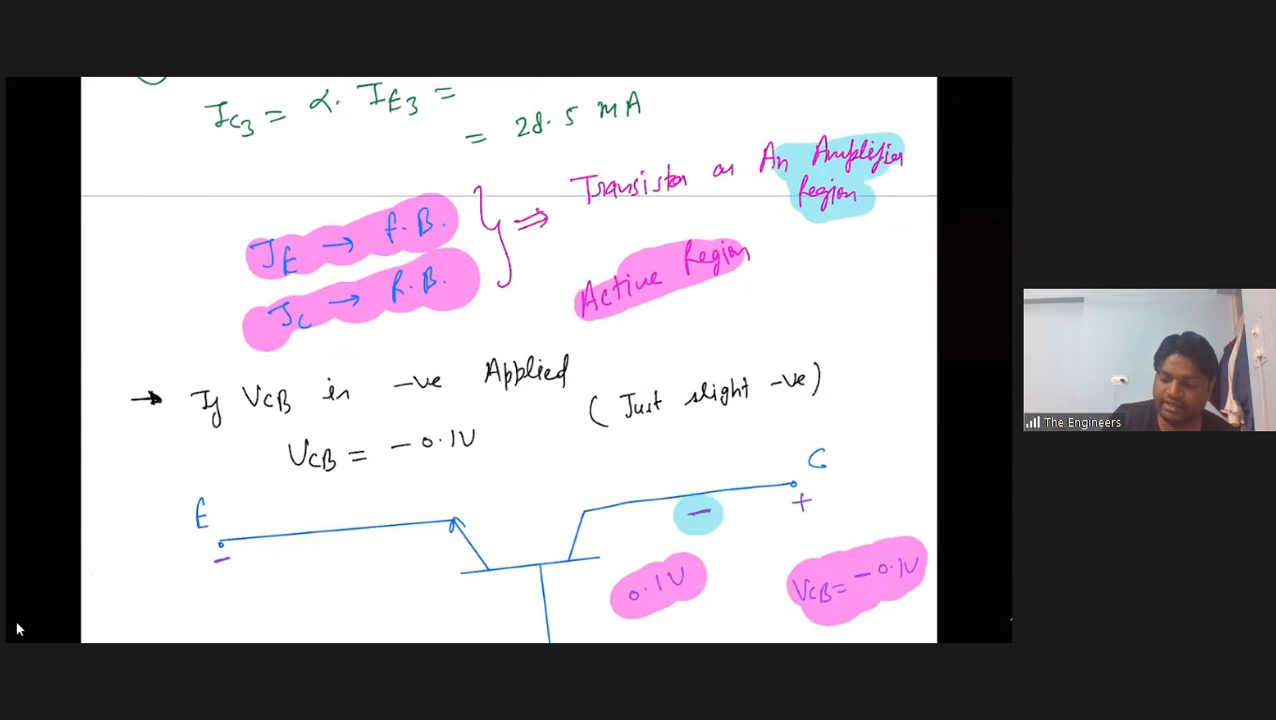 IC3 = α. IE3 =
= 28.5 mA
Transistor as An Amplifier
Region
JE → F.B.
JC → R.B.
⇒
Active Region
→ If VCB is -ve Applied
(Just slight -ve)
VCB = -0.1V
E
C
-
-
+
0.1V
VCB = -0.1V
The Engineers